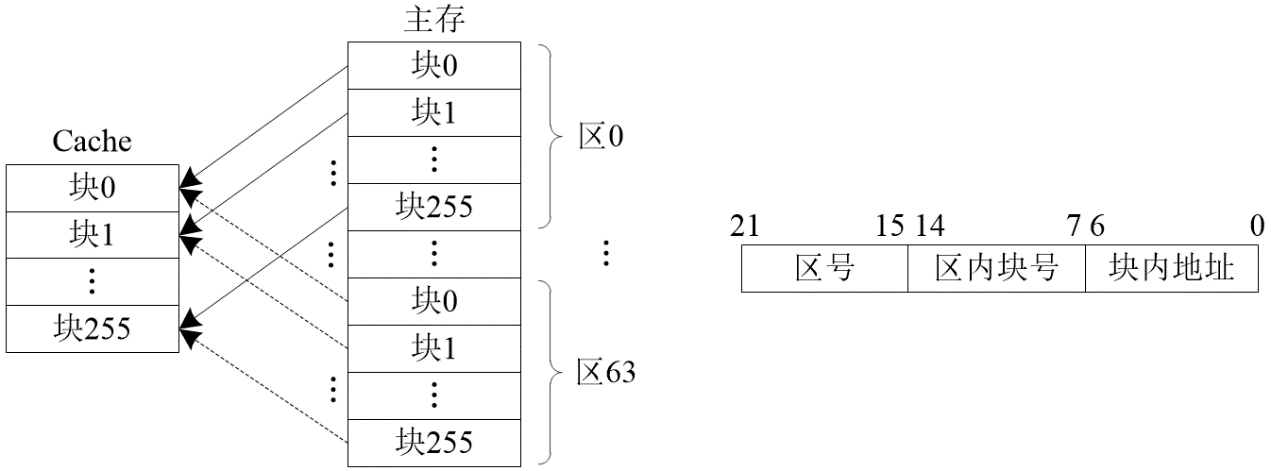 主存
块0
块1
⋮
块255
⋮
块0
块1
⋮
块255
区0
⋮
区63
Cache
块0
块1
⋮
块255
⋮
⋮
⋮
21 15 14 7 6 0
区号 区内块号 块内地址